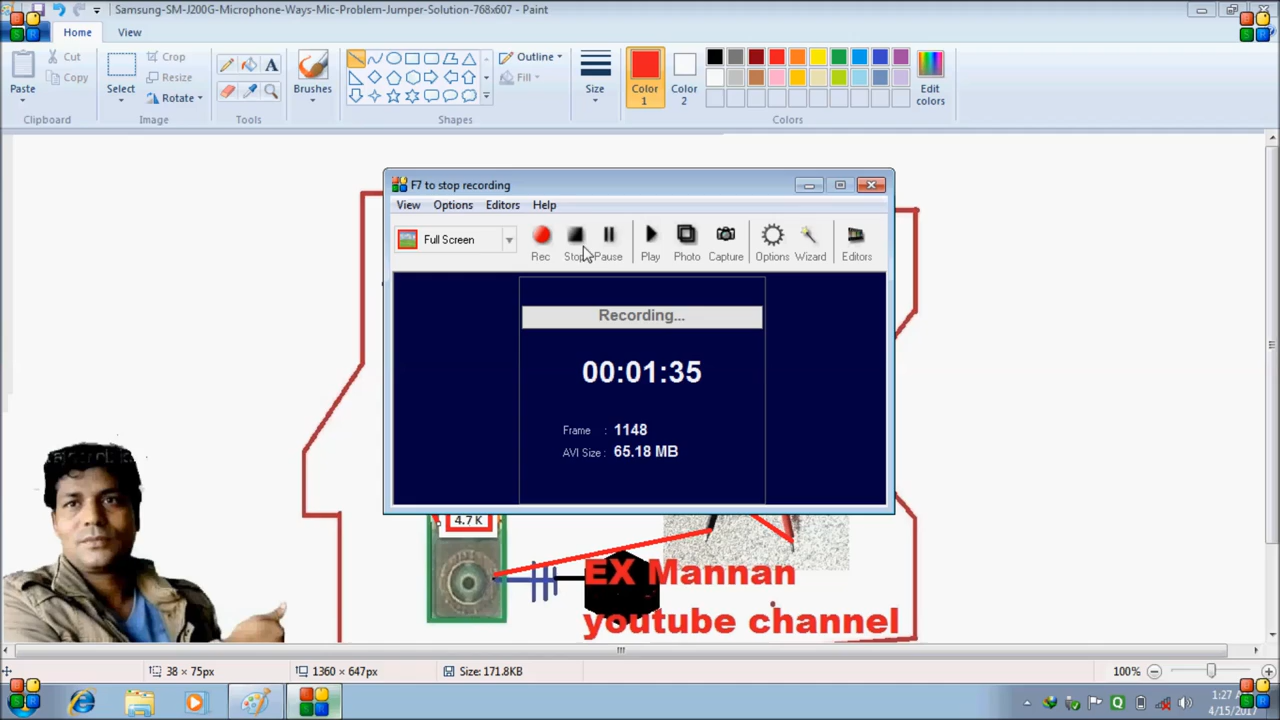 Samsung-SM-J200G-Microphone-Ways-Mic-Problem-Jumper-Solution-768x607 - Paint
Home
View
Paste
Cut
Copy
Clipboard
Select
Crop
Resize
Rotate
Image
Tools
Brushes
Outline
Fill
Shapes
Size
Color
1
Color
2
Edit
colors
Colors
F7 to stop recording
View
Options
Editors
Help
Full Screen
Rec
Stop
Pause
Play
Photo
Capture
Options
Wizard
Editors
Recording...
00:01:35
Frame : 1148
AVI Size : 65.18 MB
4.7 K
EX Mannan
youtube channel
38 × 75px
1360 × 647px
Size: 171.8KB
100%
1:27